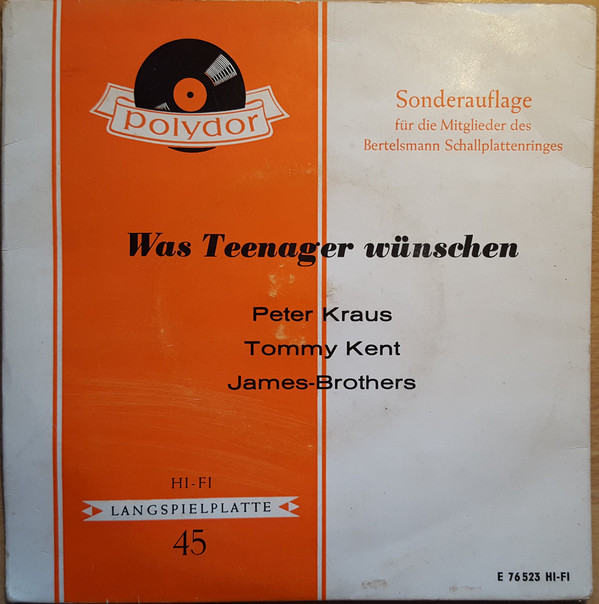 polydor
Sonderauflage
für die Mitglieder des
Bertelsmann Schallplattenringes
Was Teenager wünschen
Peter Kraus
Tommy Kent
James-Brothers
HI-FI
LANGSPIELPLATTE
45
E 76523 HI-FI